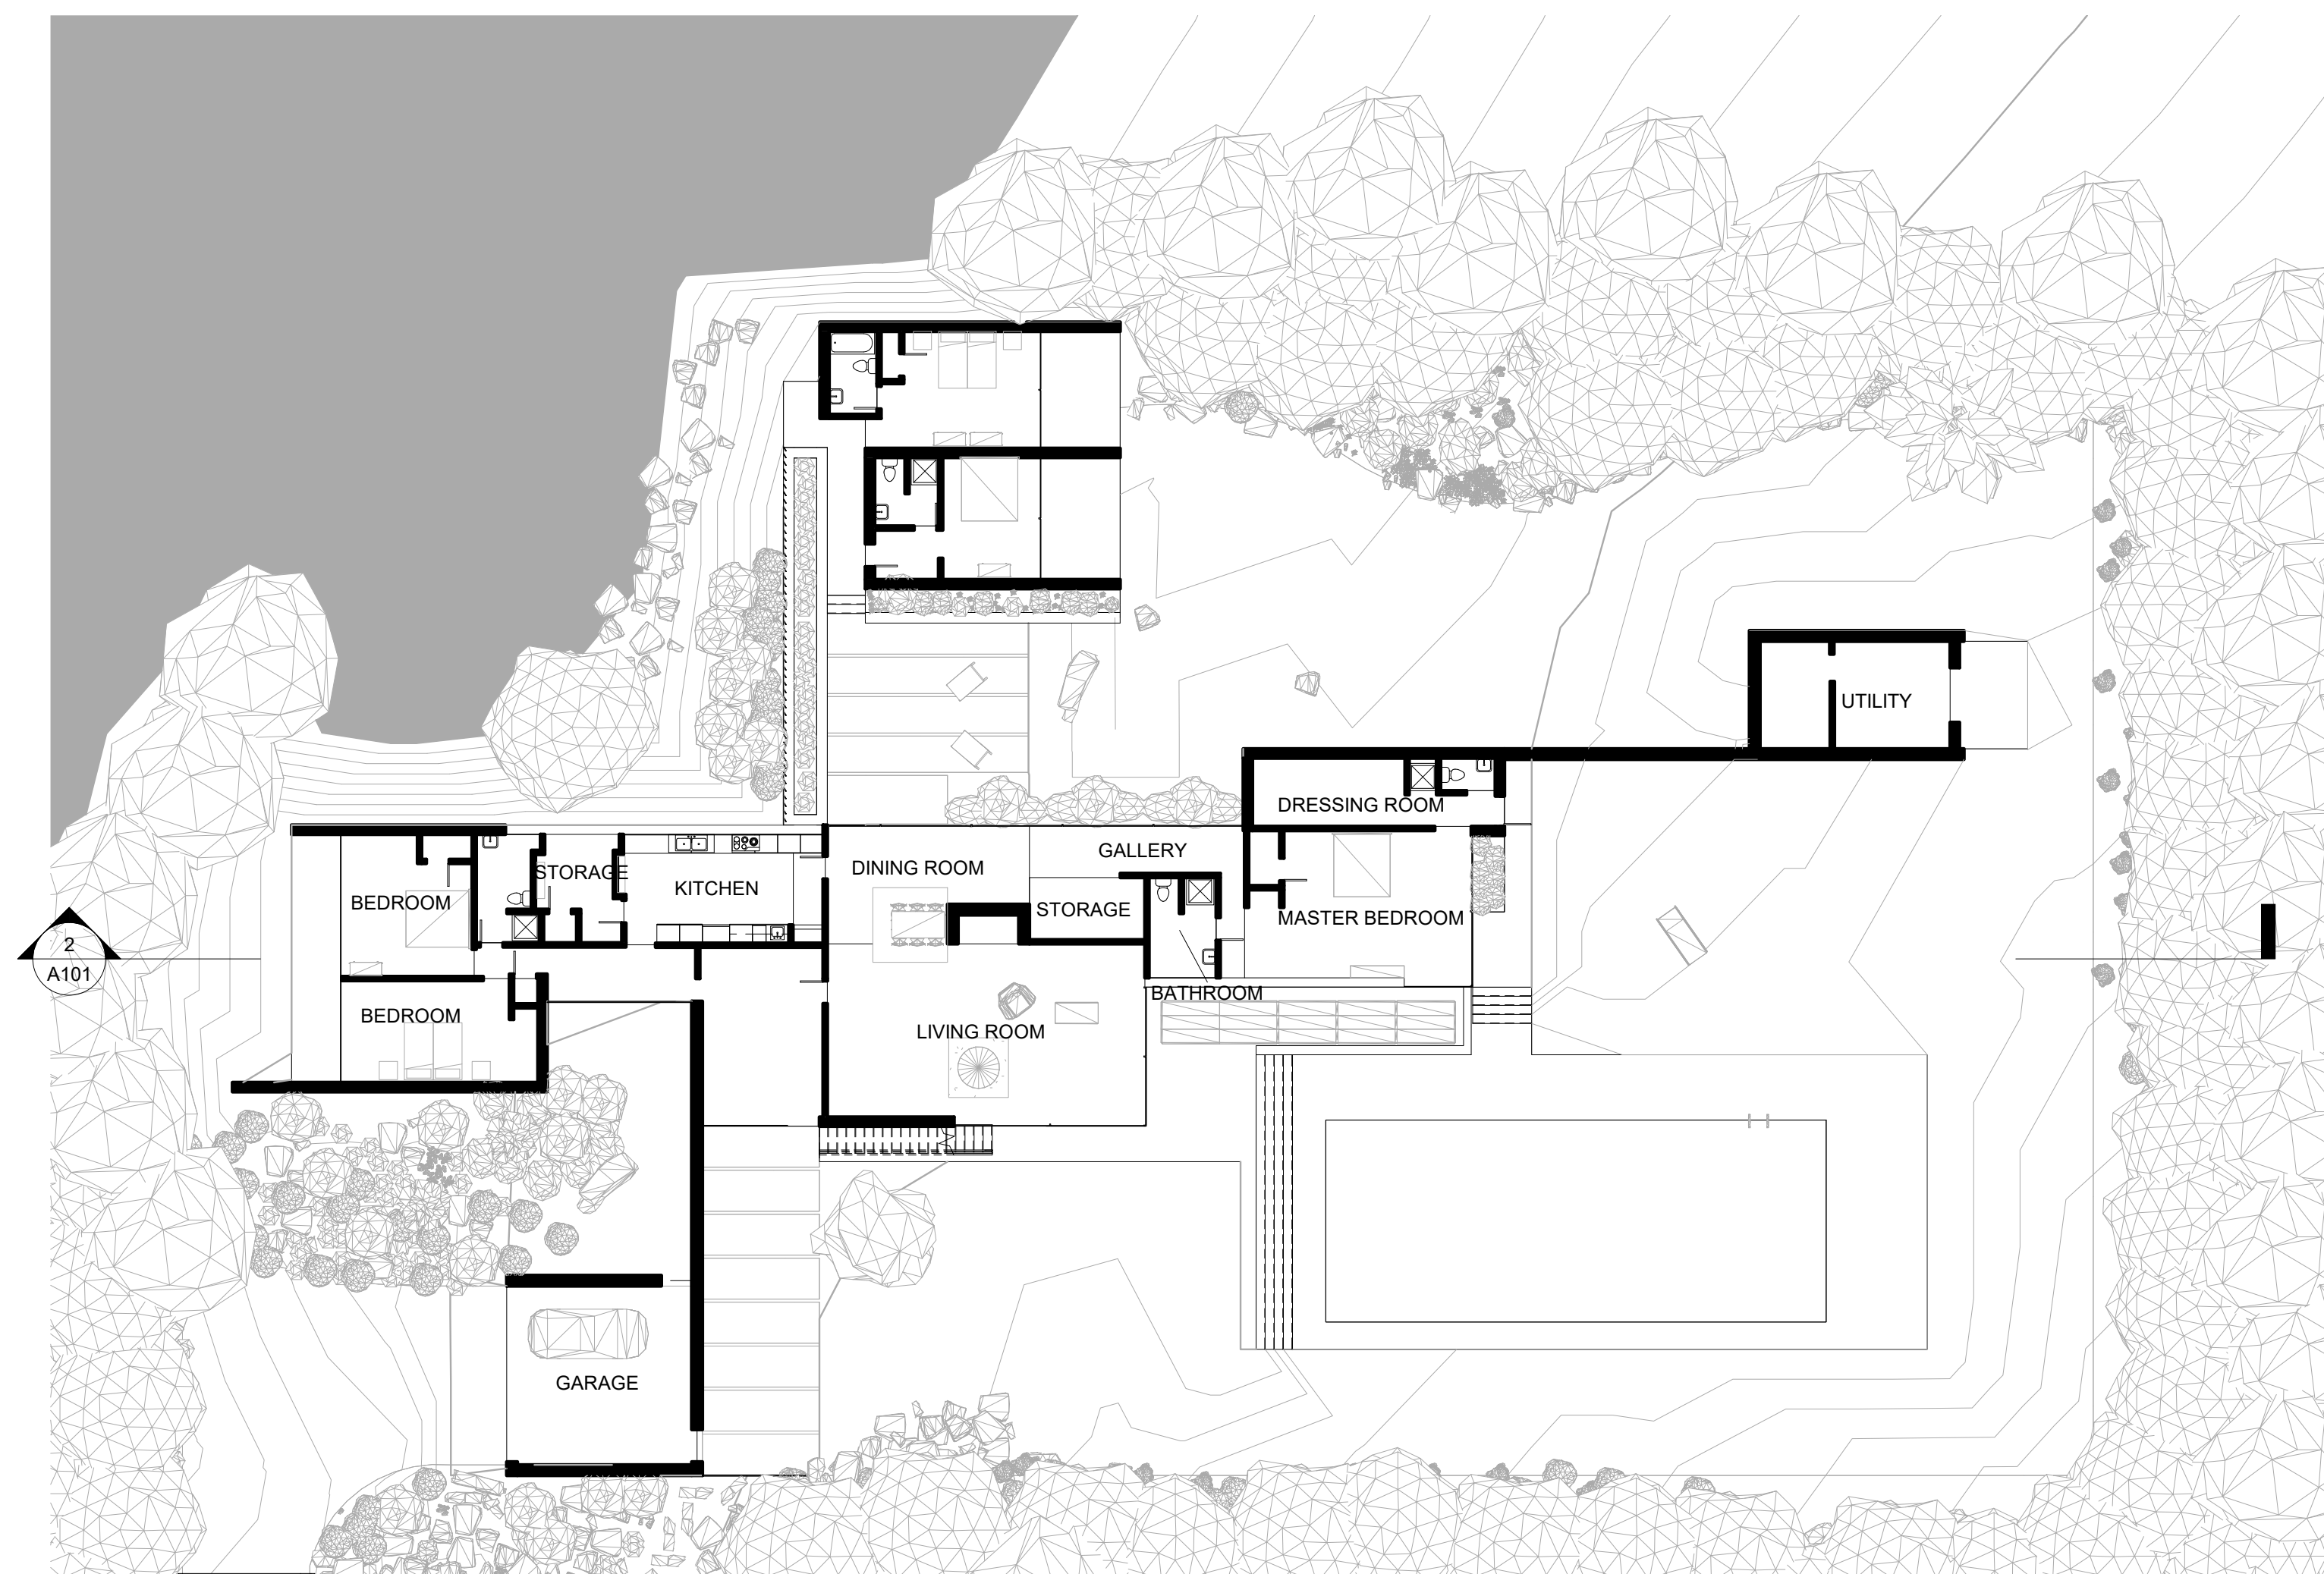 UTILITY
DRESSING ROOM
GALLERY
DINING ROOM
STORAGE
KITCHEN
BEDROOM
STORAGE
MASTER BEDROOM
2
A101
BATHROOM
BEDROOM
LIVING ROOM
GARAGE